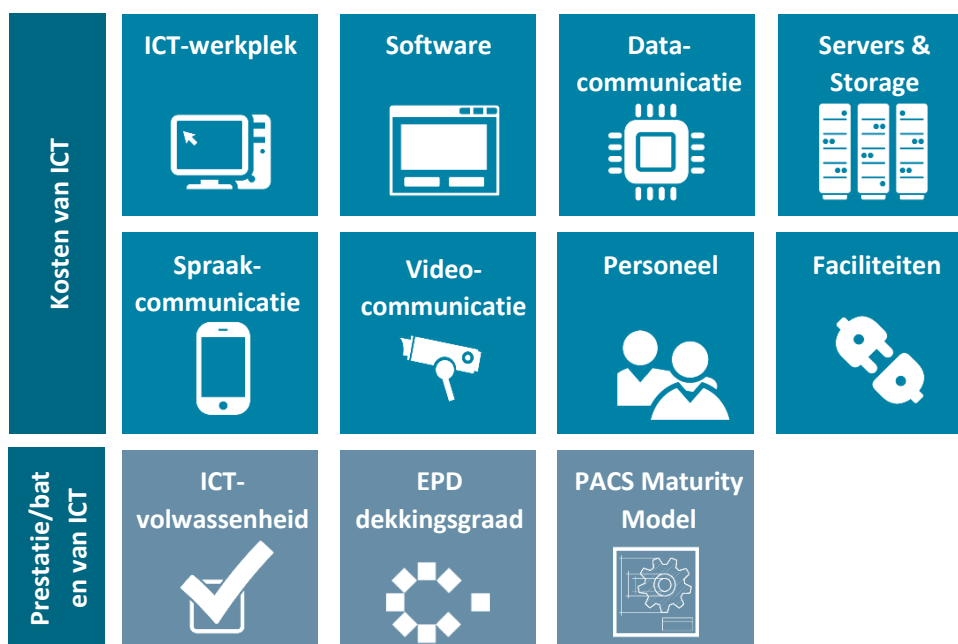 Kosten van ICT
ICT-werkplek
Software
Data-
communicatie
Servers &
Storage
Spraak-
communicatie
Video-
communicatie
Personeel
Faciliteiten
Prestatie/bat
en van ICT
ICT-
volwassenheid
EPD
dekkingsgraad
PACS Maturity
Model